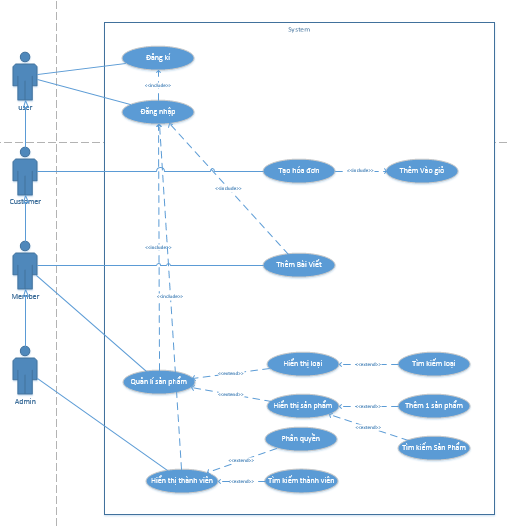 System
Đăng kí
<<include>>
user
Đăng nhập
Customer
Tạo hóa đơn
<<include>>
Thêm Vào giỏ
<<include>>
<<include>>
Thêm Bài Viết
Member
<<include>>
Hiển thị loại
<<extend>>
Tìm kiếm loại
Quản lí sản phẩm
<<extend>>
<<extend>>
Admin
Hiển thị sản phẩm
<<extend>>
Thêm 1 sản phẩm
<<extend>>
Phân quyền
Tìm kiếm Sản Phẩm
<<extend>>
Hiển thị thành viên
<<extend>>
Tìm kiếm thành viên